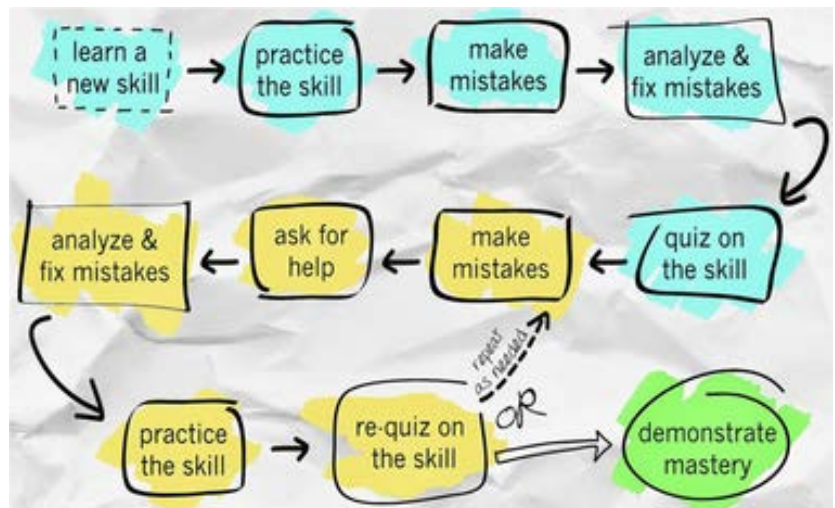 learn a
new skill
practice
the skill
make
mistakes
analyze &
fix mistakes
quiz on
the skill
make
mistakes
ask for
help
analyze &
fix mistakes
practice
the skill
re-quiz on
the skill
repeat
as needed
OR
demonstrate
mastery